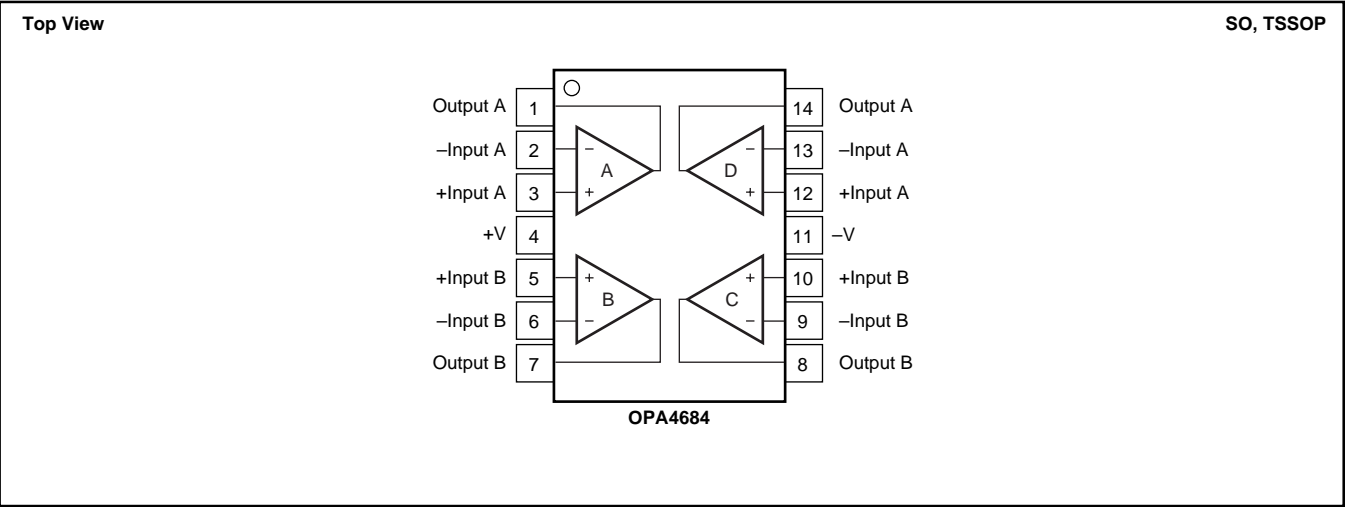 Top View SO, TSSOP
Output A 1 14 Output A
–Input A 2 – – 13 –Input A
A D
+Input A 3 + + 12 +Input A
+V 4 11 –V
+Input B 5 + + 10 +Input B
B C
–Input B 6 – – 9 –Input B
Output B 7 8 Output B
OPA4684